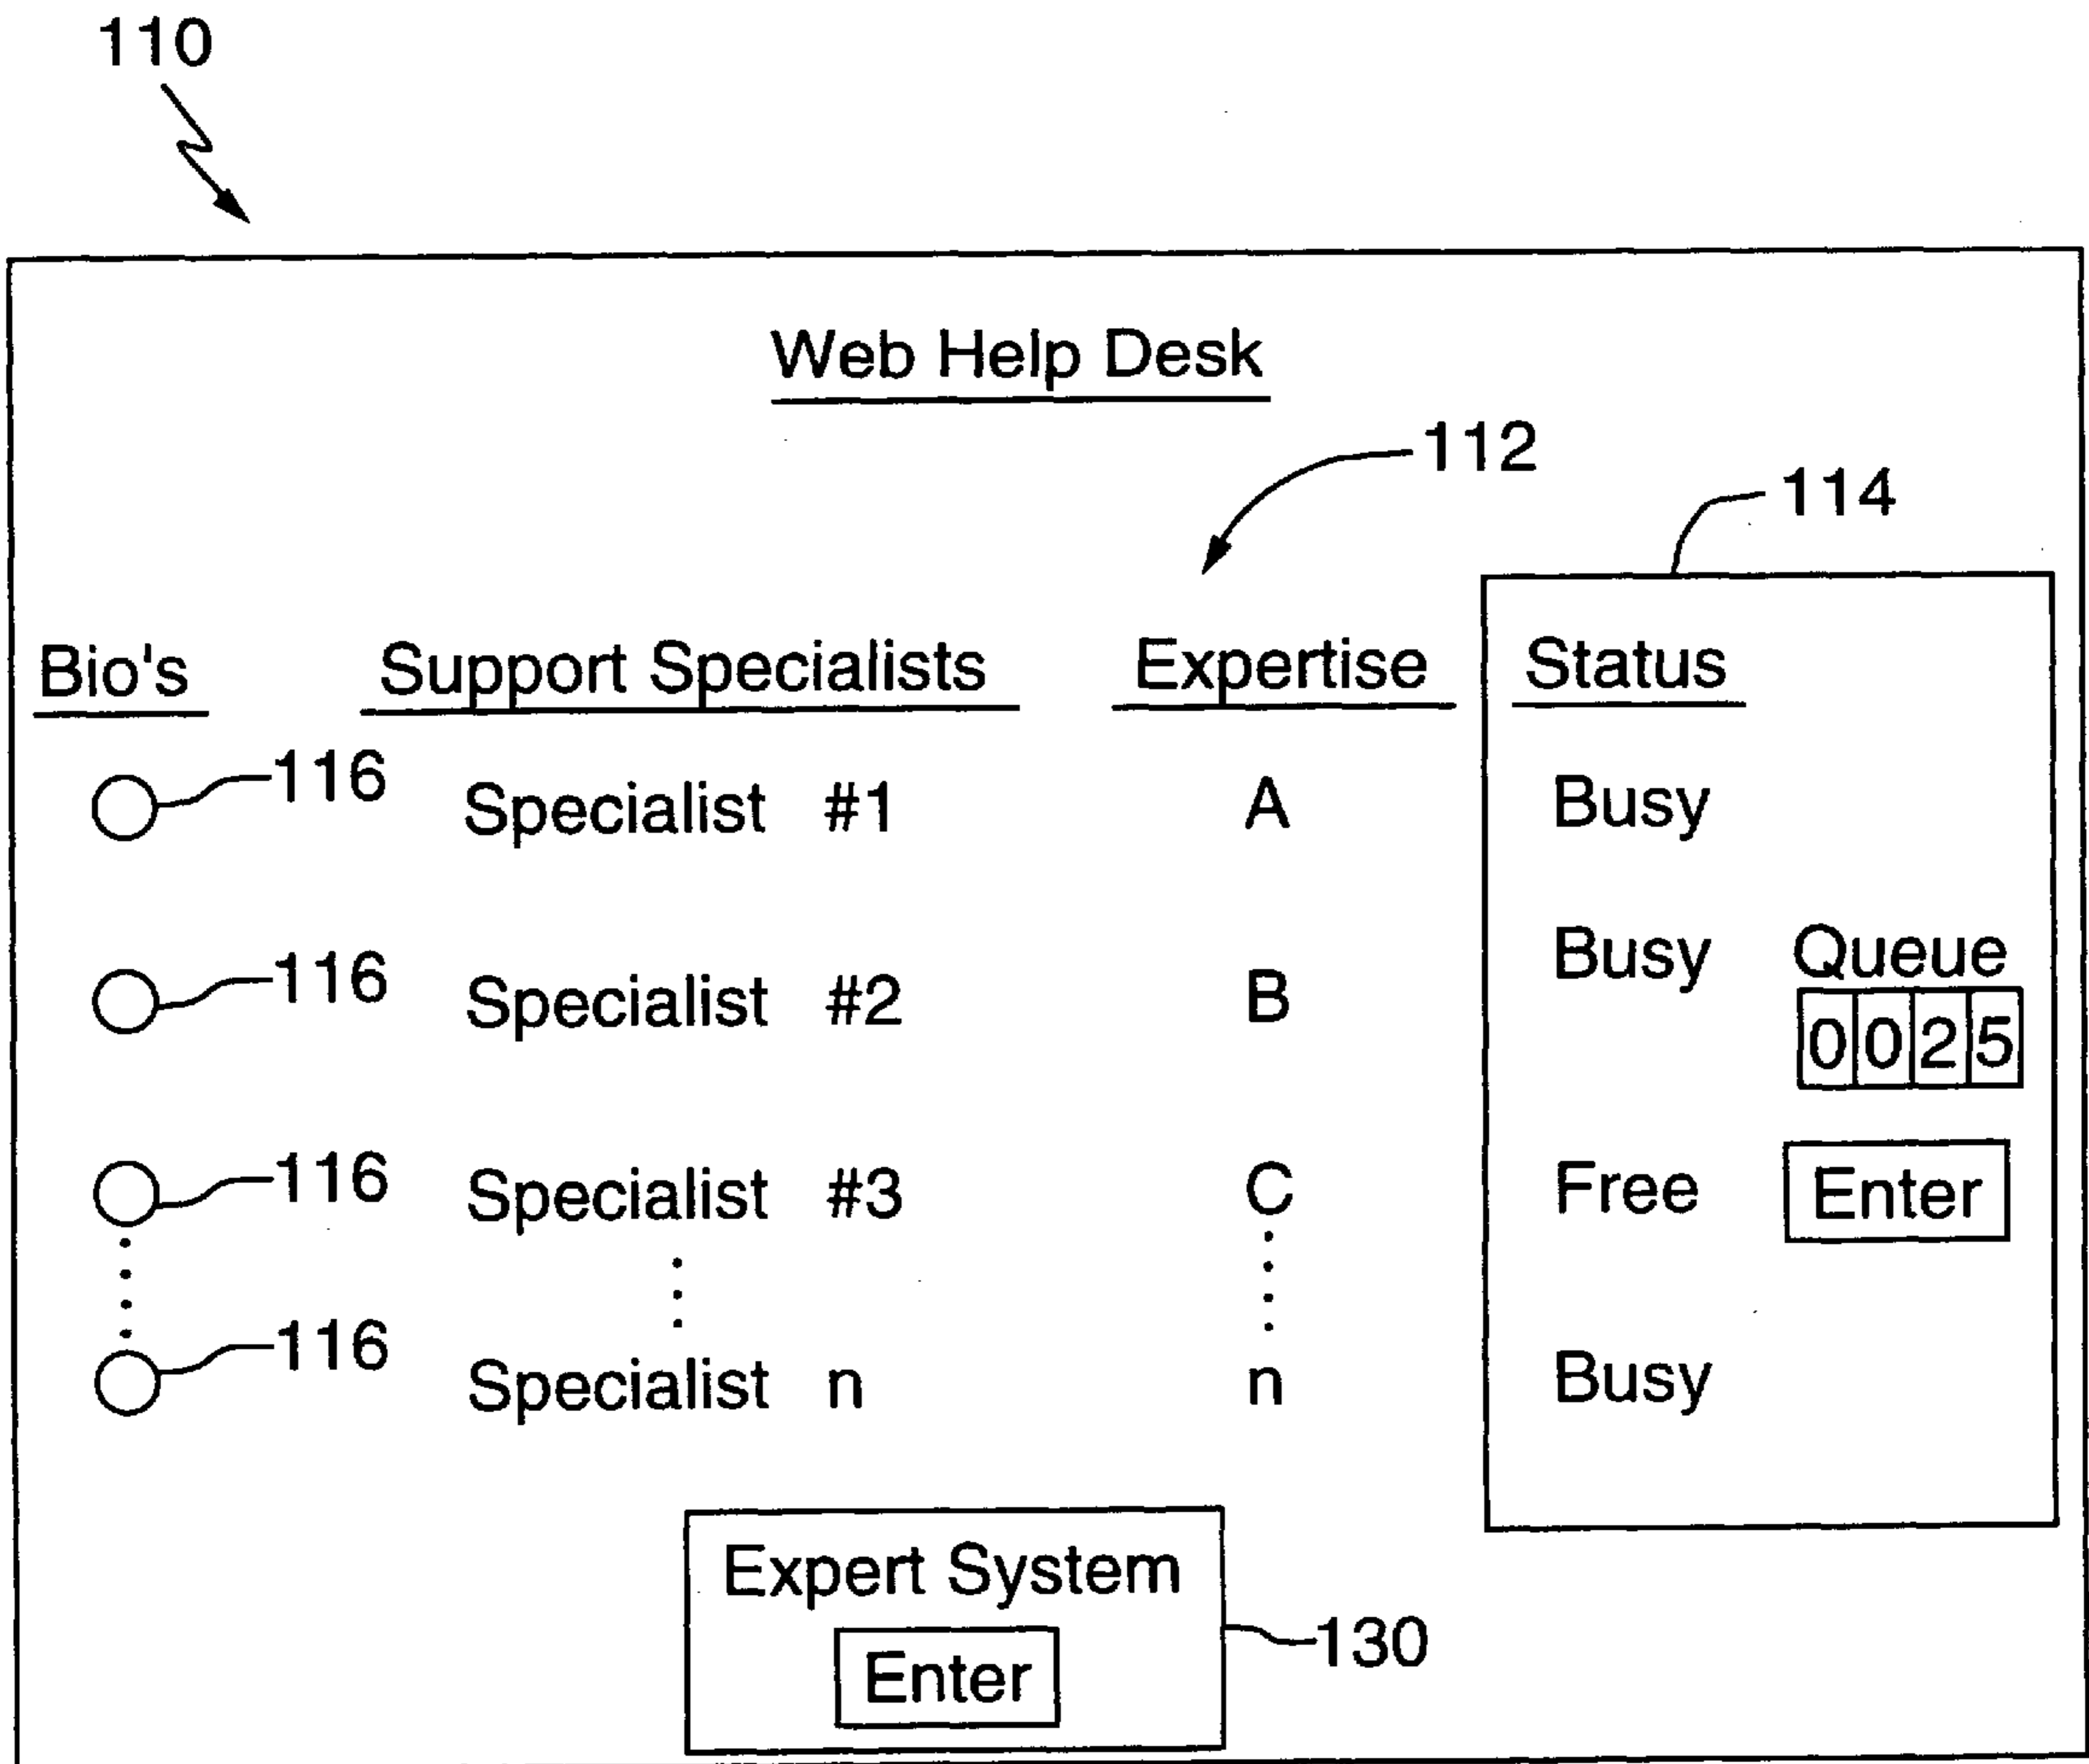 110
Web Help Desk
112
114
Bio's Support Specialists Expertise Status
116 Specialist #1 A Busy
116 Specialist #2 B Busy Queue
0025
116 Specialist #3 C Free Enter
116 Specialist n n Busy
Expert System
130
Enter